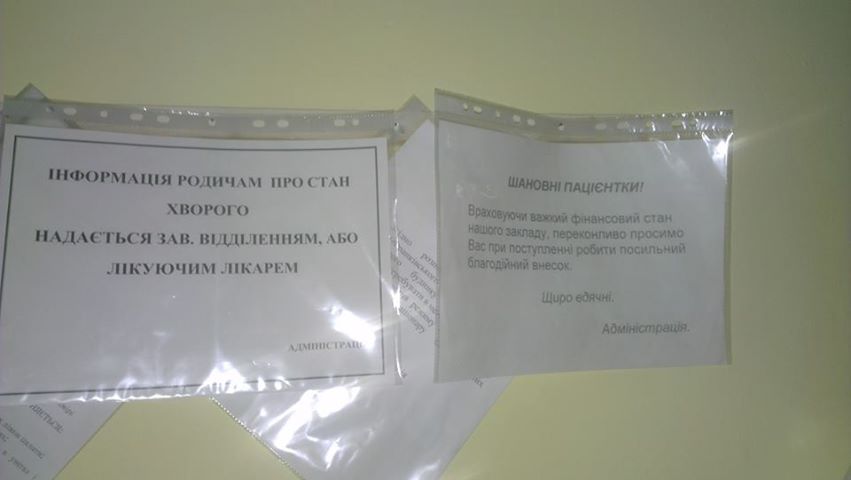 ІНФОРМАЦІЯ РОДИЧАМ ПРО СТАН
ХВОРОГО
НАДАЄТЬСЯ ЗАВ. ВІДДІЛЕННЯМ, АБО
ЛІКУЮЧИМ ЛІКАРЕМ
АДМІНІСТРАЦІЯ
ШАНОВНІ ПАЦІЄНТКИ!
Враховуючи важкий фінансовий стан
нашого закладу, переконливо просимо
Вас при поступленні робити посильний
благодійний внесок.
Щиро вдячні.
Адміністрація.